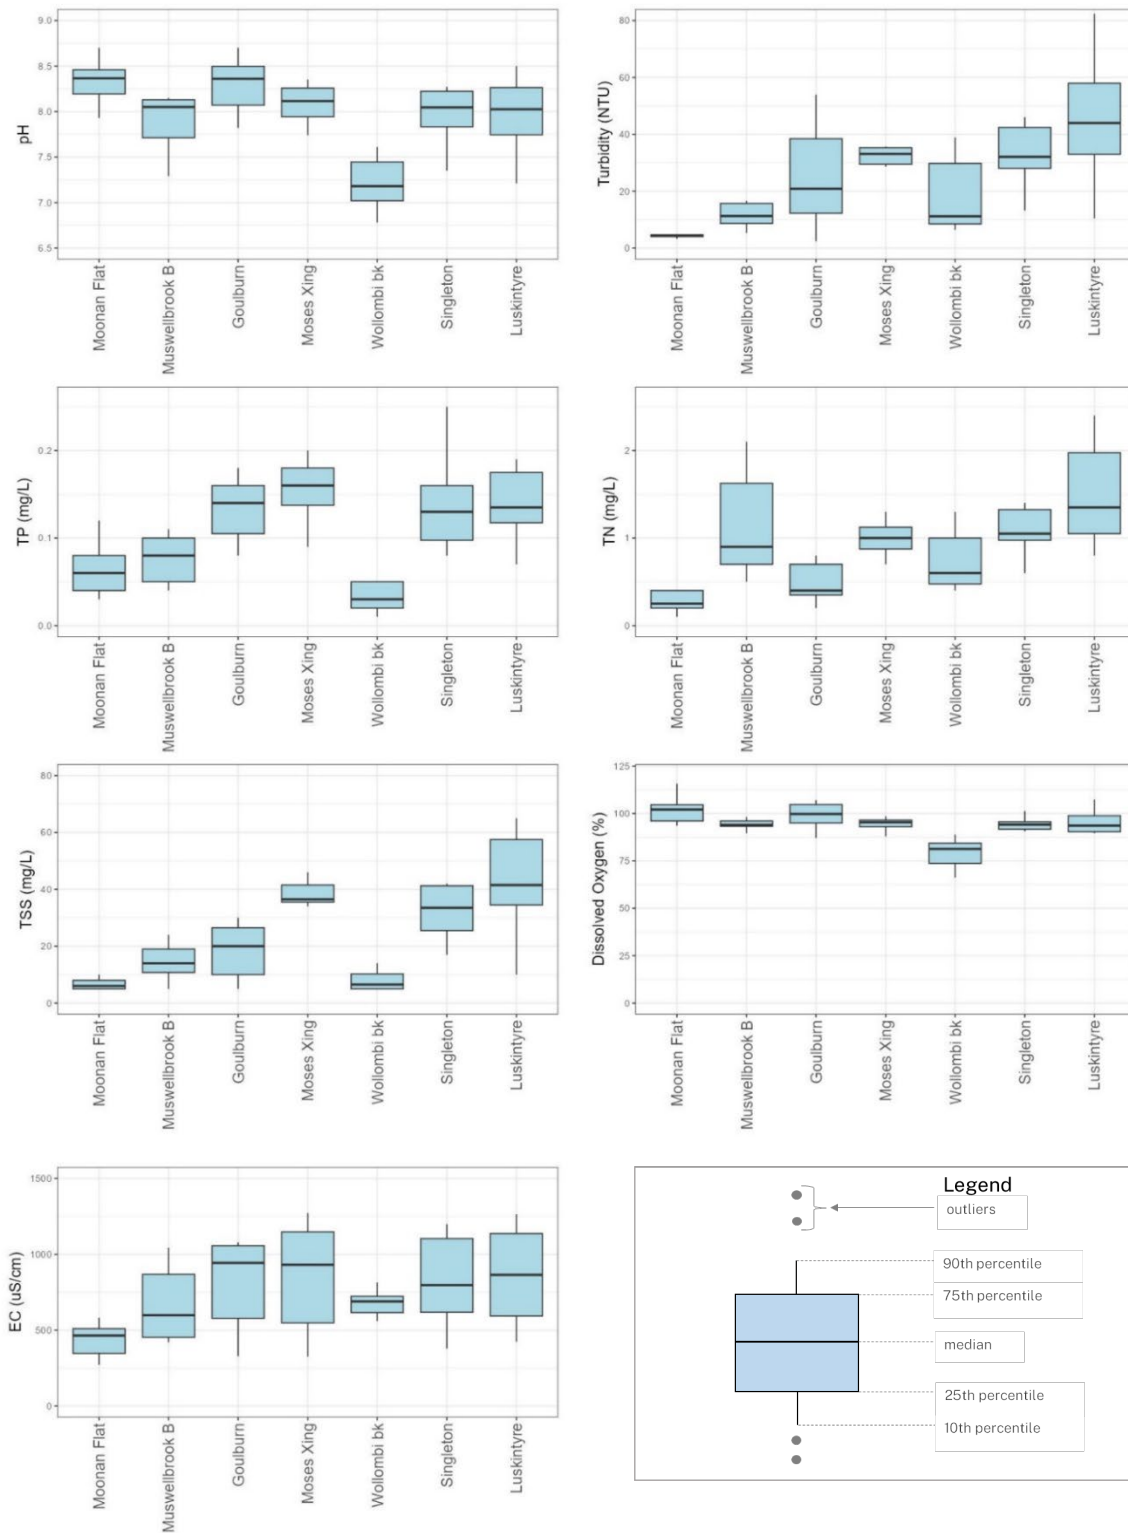 pH
9.0
8.5
8.0
7.5
7.0
6.5
Moonan Flat
Muswellbrook B
Goulburn
Moses Xing
Wollombi bk
Singleton
Luskintyre
Turbidity (NTU)
80
60
40
20
0
Moonan Flat
Muswellbrook B
Goulburn
Moses Xing
Wollombi bk
Singleton
Luskintyre
TP (mg/L)
0.2
0.1
0.0
Moonan Flat
Muswellbrook B
Goulburn
Moses Xing
Wollombi bk
Singleton
Luskintyre
TN (mg/L)
2
1
0
Moonan Flat
Muswellbrook B
Goulburn
Moses Xing
Wollombi bk
Singleton
Luskintyre
TSS (mg/L)
80
60
40
20
0
Moonan Flat
Muswellbrook B
Goulburn
Moses Xing
Wollombi bk
Singleton
Luskintyre
Dissolved Oxygen (%)
125
100
75
50
25
0
Moonan Flat
Muswellbrook B
Goulburn
Moses Xing
Wollombi bk
Singleton
Luskintyre
EC (uS/cm)
1500
1000
500
0
Moonan Flat
Muswellbrook B
Goulburn
Moses Xing
Wollombi bk
Singleton
Luskintyre
Legend
outliers
90th percentile
75th percentile
median
25th percentile
10th percentile